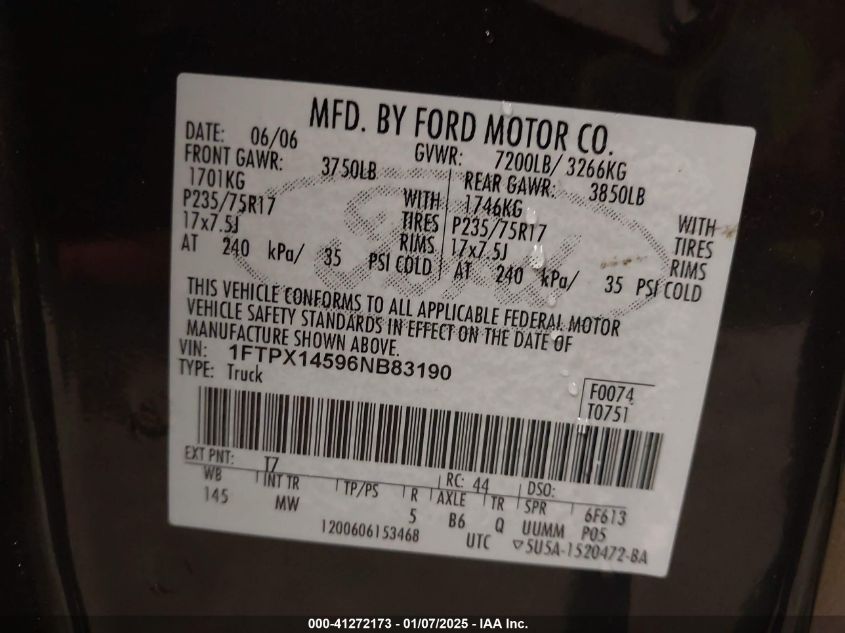 MFD. BY FORD MOTOR CO.
DATE: 06/06 GVWR: 7200LB/ 3266KG
FRONT GAWR: 3750LB REAR GAWR: 3850LB
1701KG WITH 1746KG WITH
P235/75R17 TIRES P235/75R17 TIRES
17x7.5J RIMS 17x7.5J RIMS
AT 240 kPa/ 35 PSI COLD AT 240 kPa/ 35 PSI COLD
THIS VEHICLE CONFORMS TO ALL APPLICABLE FEDERAL MOTOR
VEHICLE SAFETY STANDARDS IN EFFECT ON THE DATE OF
MANUFACTURE SHOWN ABOVE.
VIN: 1FTPX14596NB83190
TYPE: Truck
F0074
T0751
EXT PNT: T7 RC: 44 DSO:
WB INT TR TP/PS R AXLE TR SPR 6F613
145 MW 5 B6 Q UUMM P05
1200606153468 UTC ▽5U5A-1520472-BA
000-41272173 - 01/07/2025 - IAA Inc.